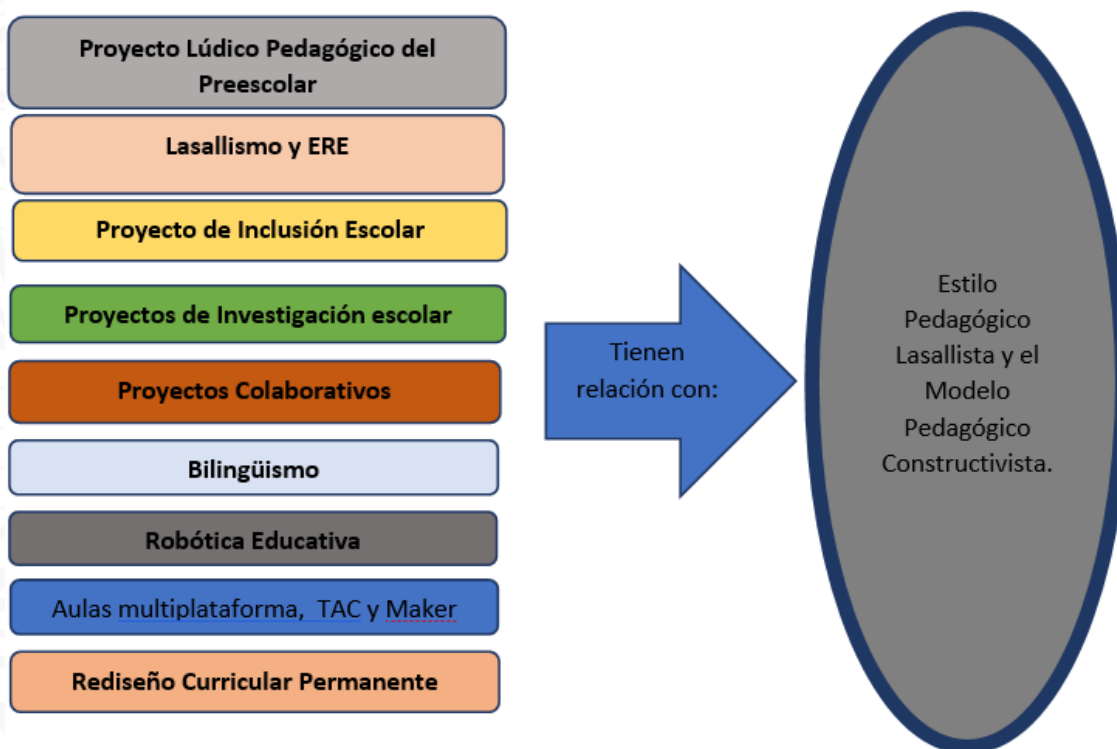 Proyecto Lúdico Pedagógico del
Preescolar
Lasallismo y ERE
Proyecto de Inclusión Escolar
Proyectos de Investigación escolar
Proyectos Colaborativos
Bilingüismo
Robótica Educativa
Aulas multiplataforma,  TAC y Maker
Rediseño Curricular Permanente
Tienen
relación con:
Estilo
Pedagógico
Lasallista y el
Modelo
Pedagógico
Constructivista.